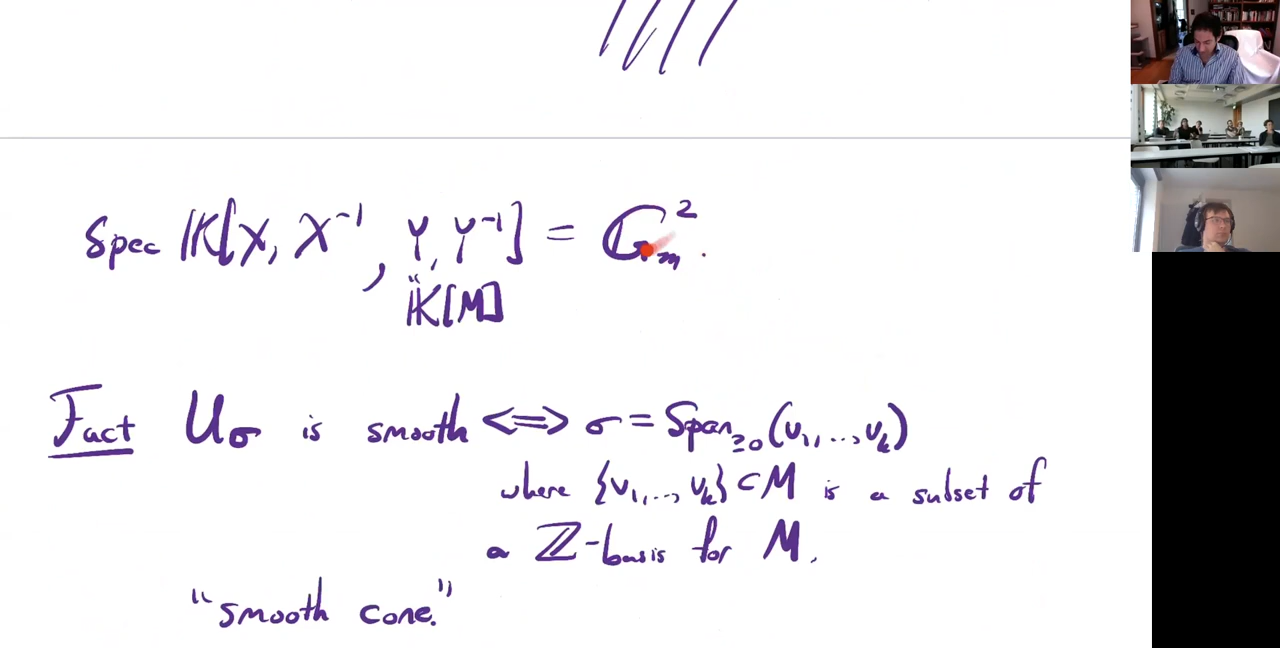 Spec 𝕂[X, X⁻¹, Y, Y⁻¹] = 𝔾ₘ².
"
𝕂[M]
Fact U_σ is smooth <=> σ = Span_≥0 (v₁, ..., vₖ)
where {v₁, ..., vₖ} ⊂ M is a subset of
a ℤ-basis for M.
"smooth cone."